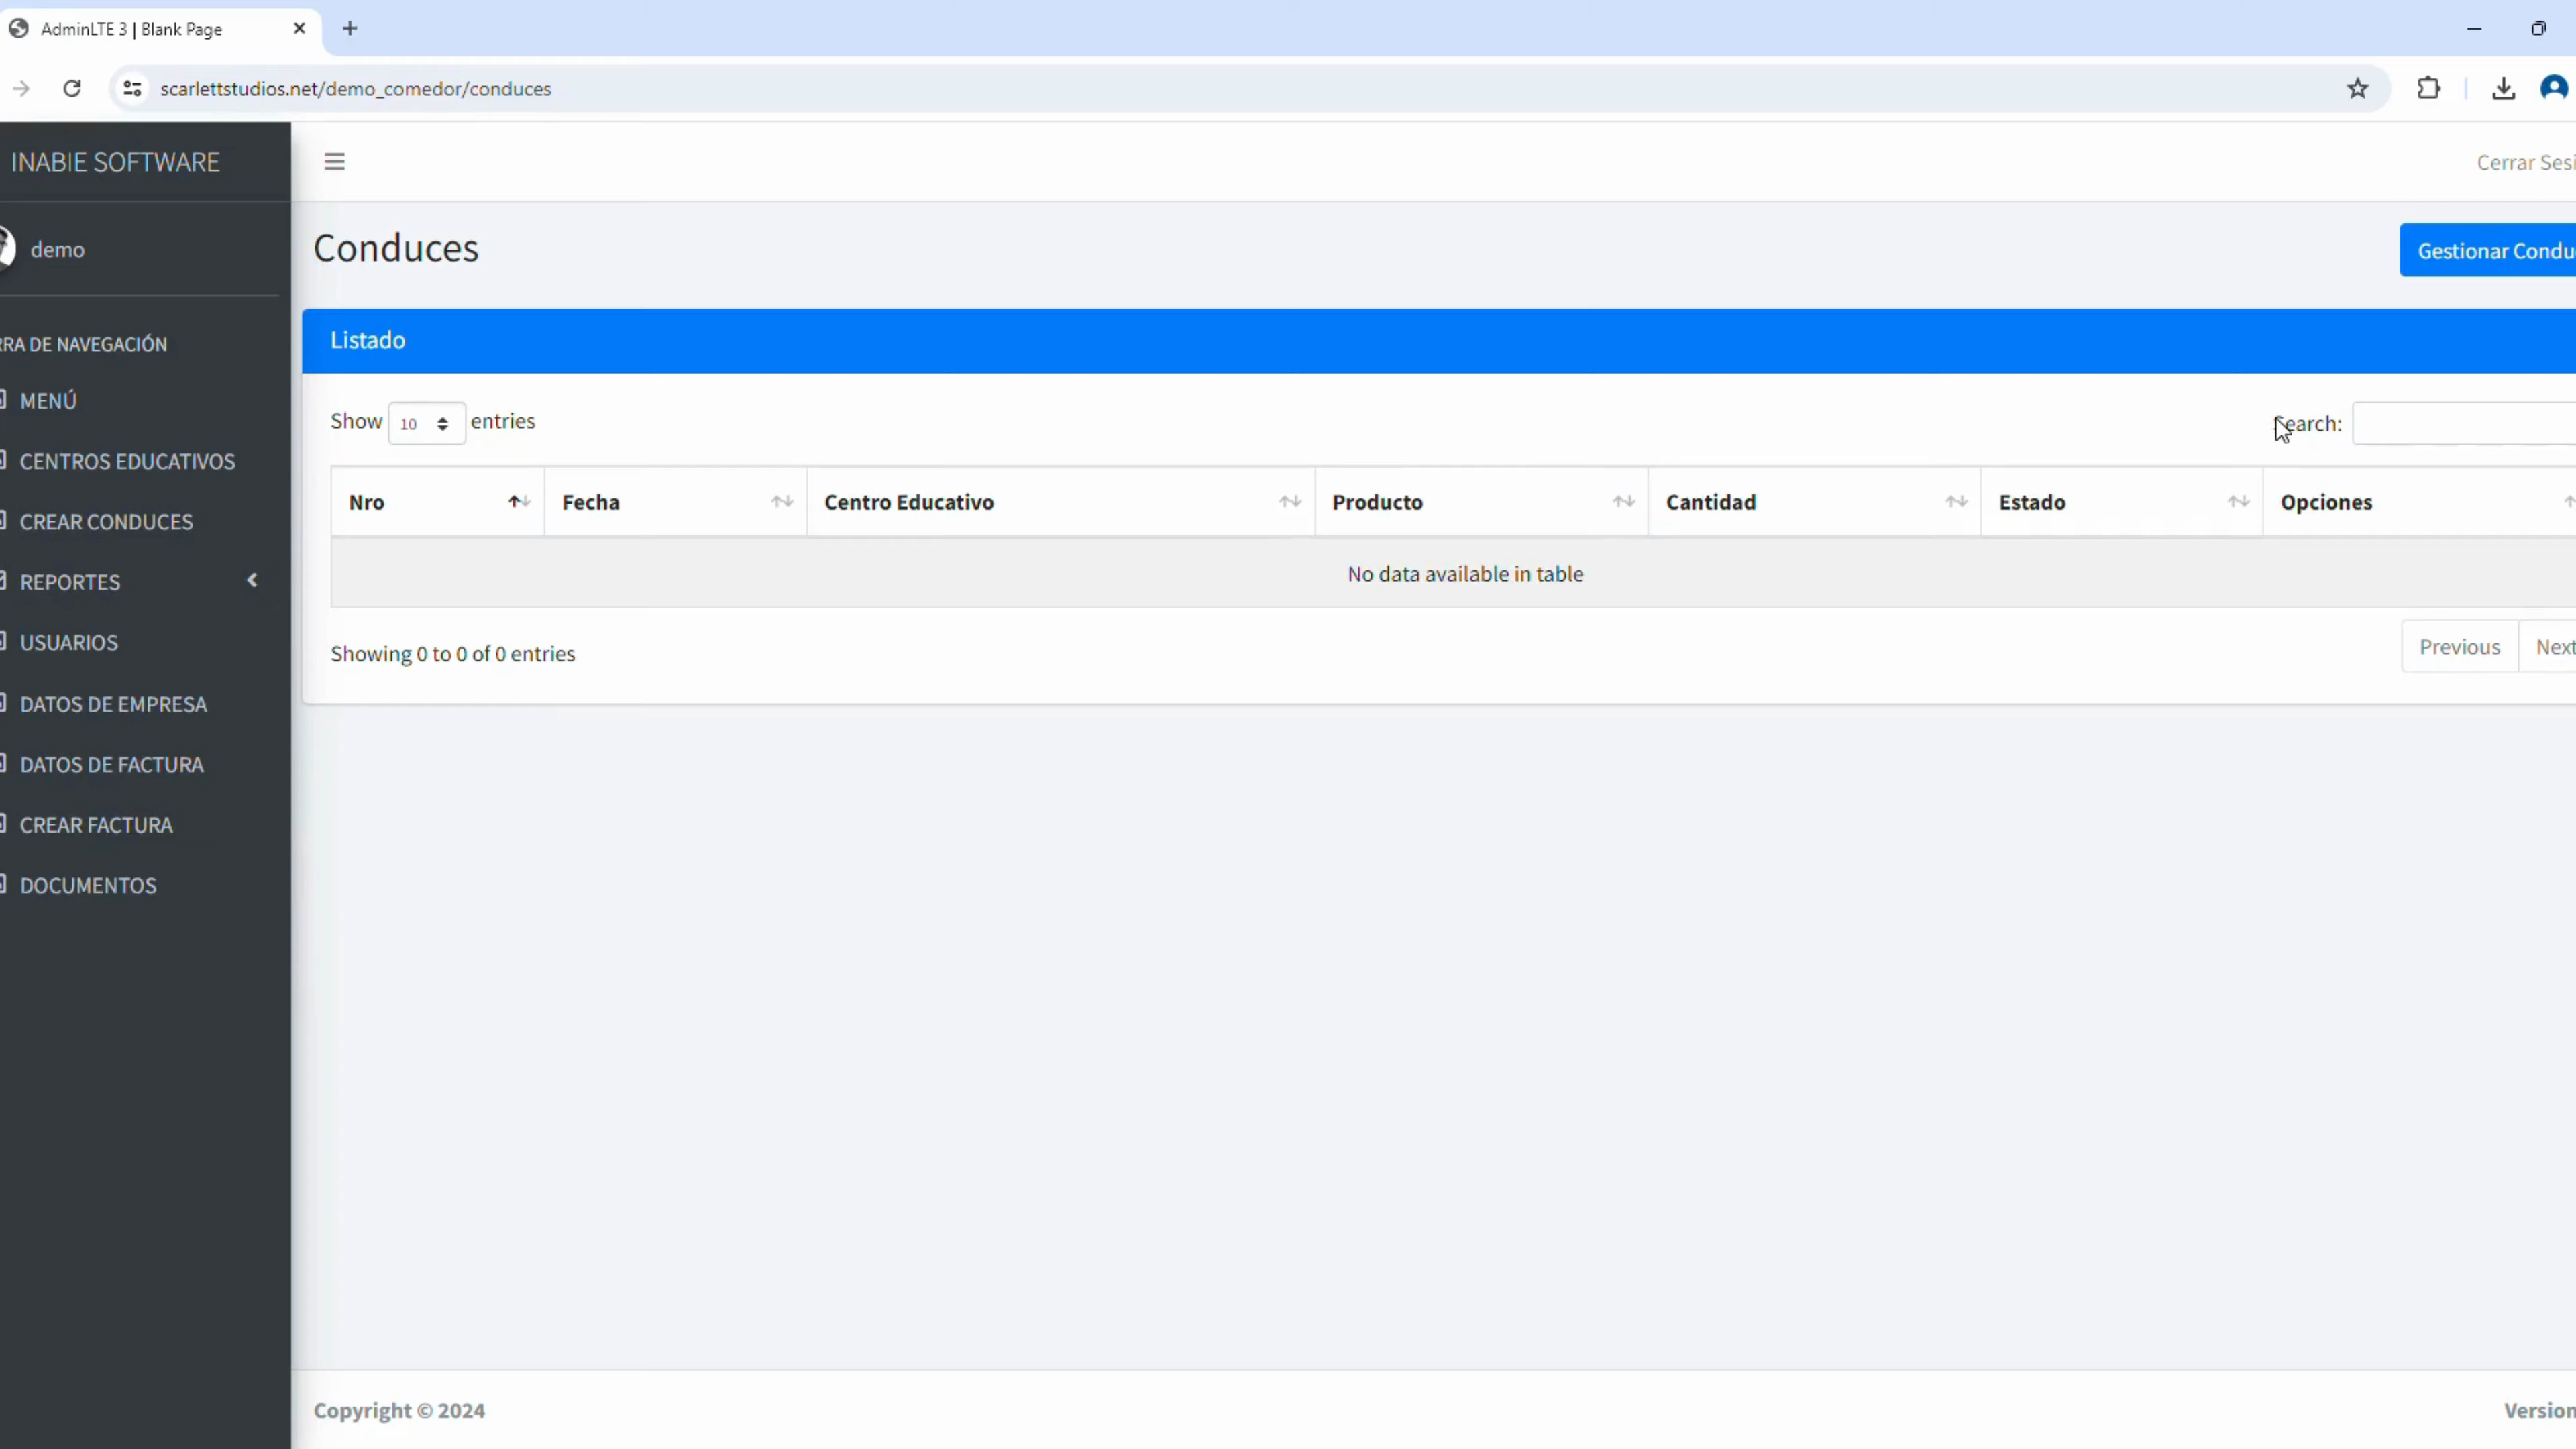 AdminLTE 3 | Blank Page
scarlettstudios.net/demo_comedor/conduces
INABIE SOFTWARE
Cerrar Sesi
demo
Conduces
Gestionar Condu
RRA DE NAVEGACIÓN
Listado
MENÚ
Show 10 entries
Search:
CENTROS EDUCATIVOS
Nro Fecha Centro Educativo Producto Cantidad Estado Opciones
CREAR CONDUCES
No data available in table
REPORTES
USUARIOS
Showing 0 to 0 of 0 entries
Previous Next
DATOS DE EMPRESA
DATOS DE FACTURA
CREAR FACTURA
DOCUMENTOS
Copyright © 2024
Version